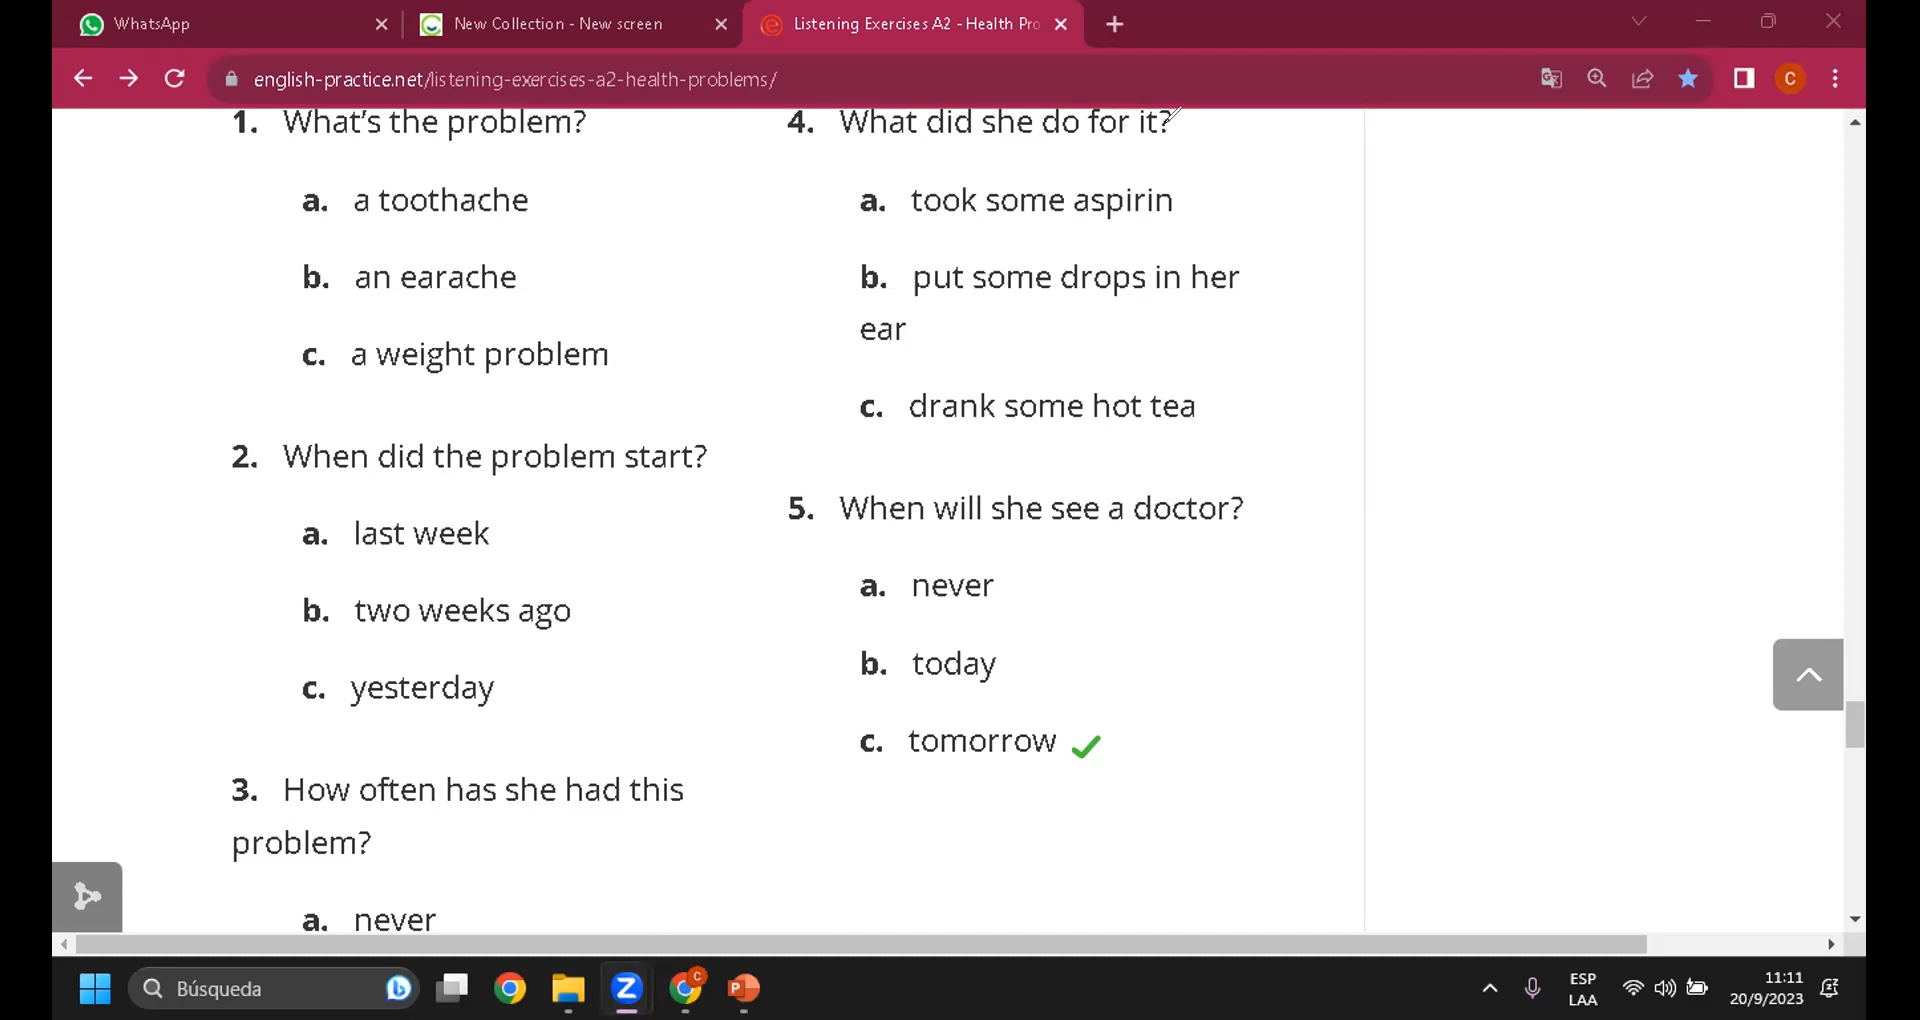 WhatsApp
New Collection - New screen
Listening Exercises A2 - Health Pro
english-practice.net/listening-exercises-a2-health-problems/
C
1. What's the problem?
a. a toothache
b. an earache
c. a weight problem
2. When did the problem start?
a. last week
b. two weeks ago
c. yesterday
3. How often has she had this
problem?
a. never
4. What did she do for it?
a. took some aspirin
b. put some drops in her
ear
c. drank some hot tea
5. When will she see a doctor?
a. never
b. today
c. tomorrow
Búsqueda
ESP
LAA
11:11
20/9/2023